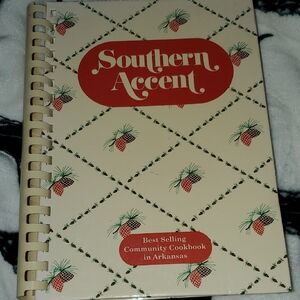 Southern
Accent
Best Selling
Community Cookbook
in Arkansas